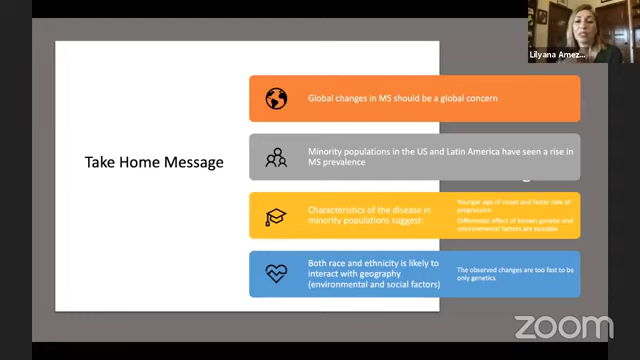 Lilyana Amez...
Take Home Message
Global changes in MS should be a global concern
Minority populations in the US and Latin America have seen a rise in
MS prevalence
Characteristics of the disease in
minority populations suggest:
Younger age of onset and faster rate of
progression
Differential effect of known genetic and
environmental factors are possible
Both race and ethnicity is likely to
interact with geography
(environmental and social factors)
The observed changes are too fast to be
only genetics
zoom